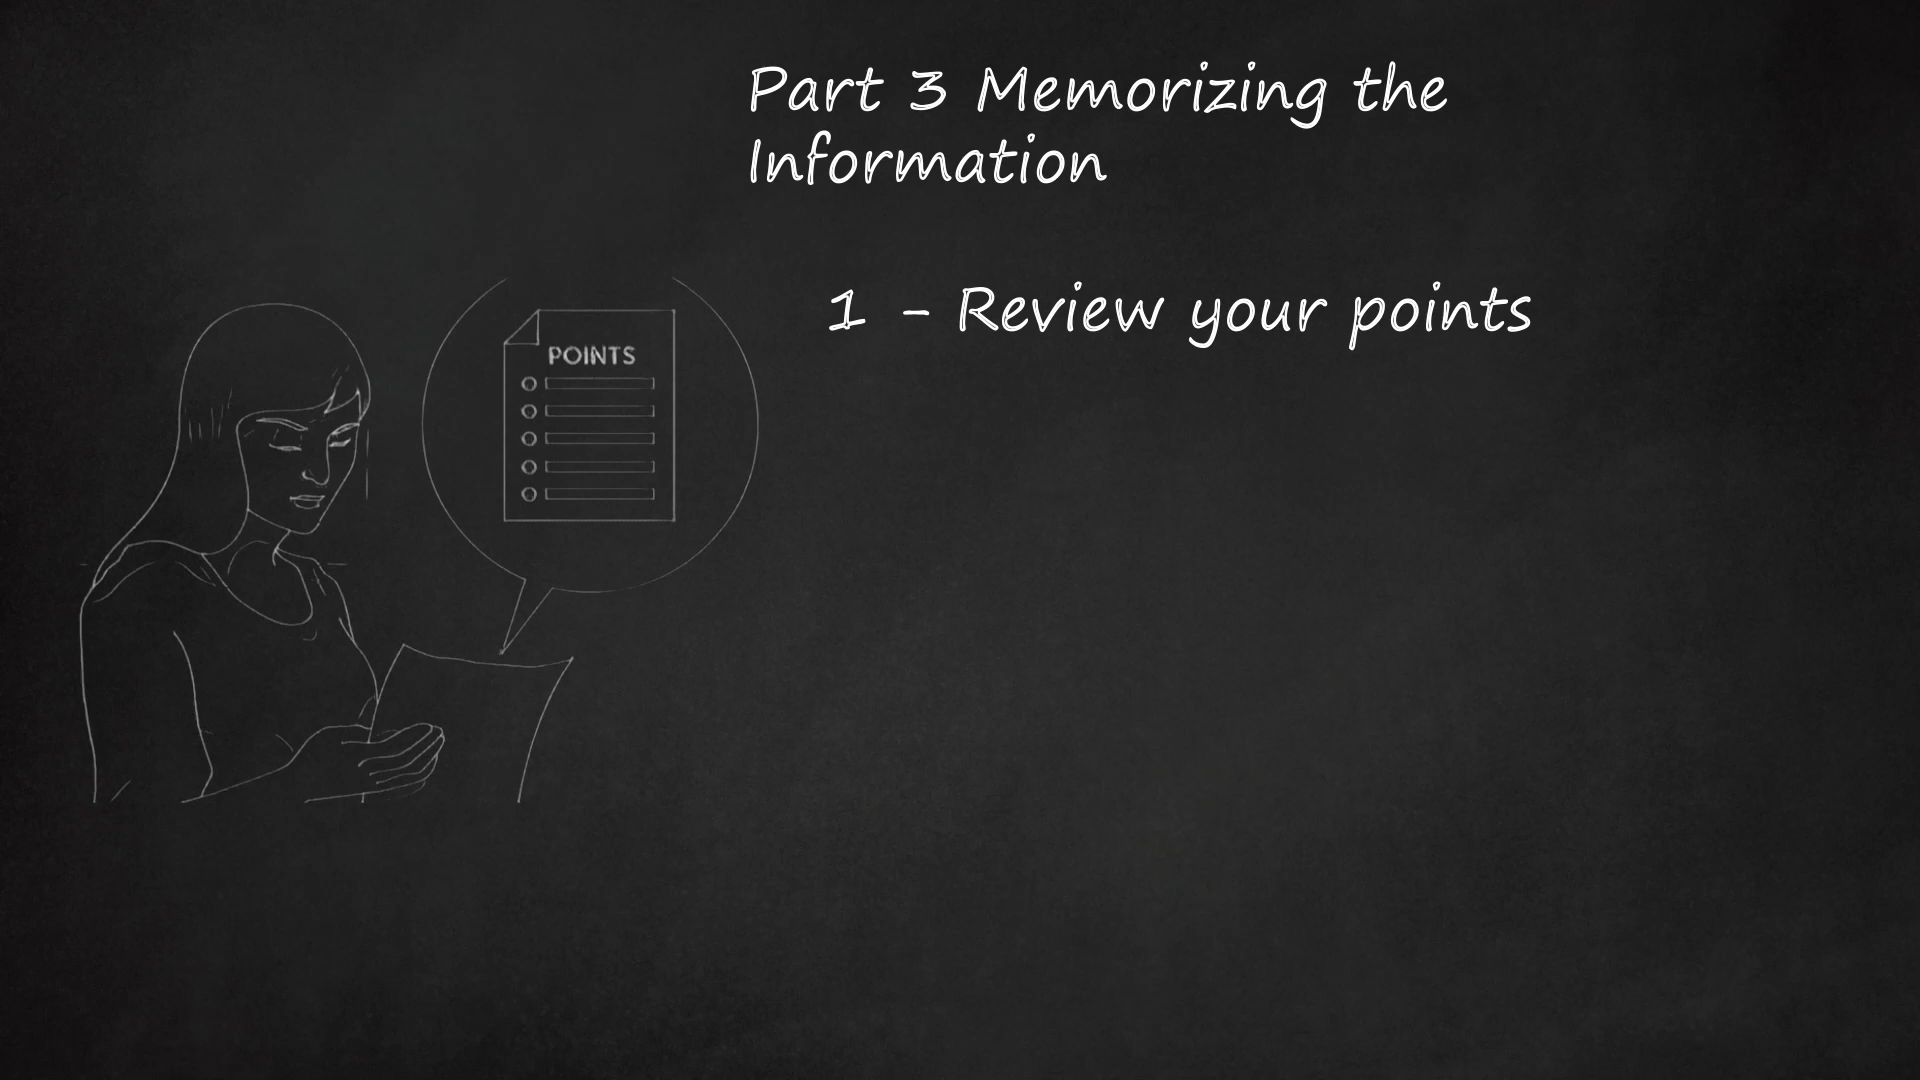 Part 3 Memorizing the
Information
1 - Review your points
POINTS